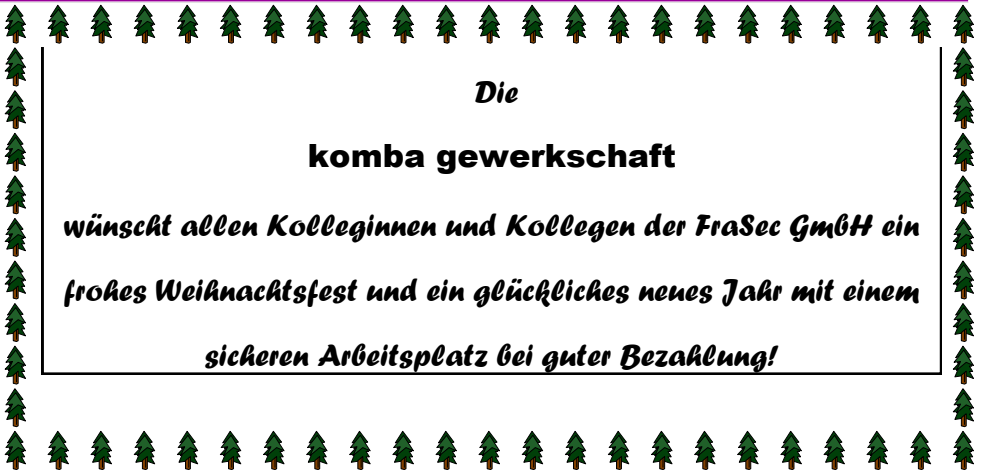 Die
komba gewerkschaft
wünscht allen Kolleginnen und Kollegen der FraSec GmbH ein
frohes Weihnachtsfest und ein glückliches neues Jahr mit einem
sicheren Arbeitsplatz bei guter Bezahlung!